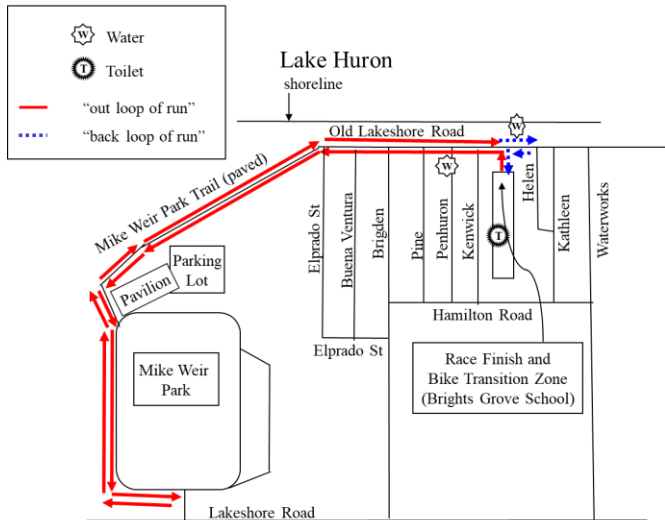 W
Water
T
Toilet
“out loop of run”
“back loop of run”
Lake Huron
shoreline
W
Old Lakeshore Road
W
Mike Weir Park Trail (paved)
Parking
Lot
Pavilion
Elprado St
Buena Ventura
Brigden
Pine
Penhuron
Kenwick
T
Helen
Kathleen
Waterworks
Hamilton Road
Elprado St
Mike Weir
Park
Race Finish and
Bike Transition Zone
(Brights Grove School)
Lakeshore Road